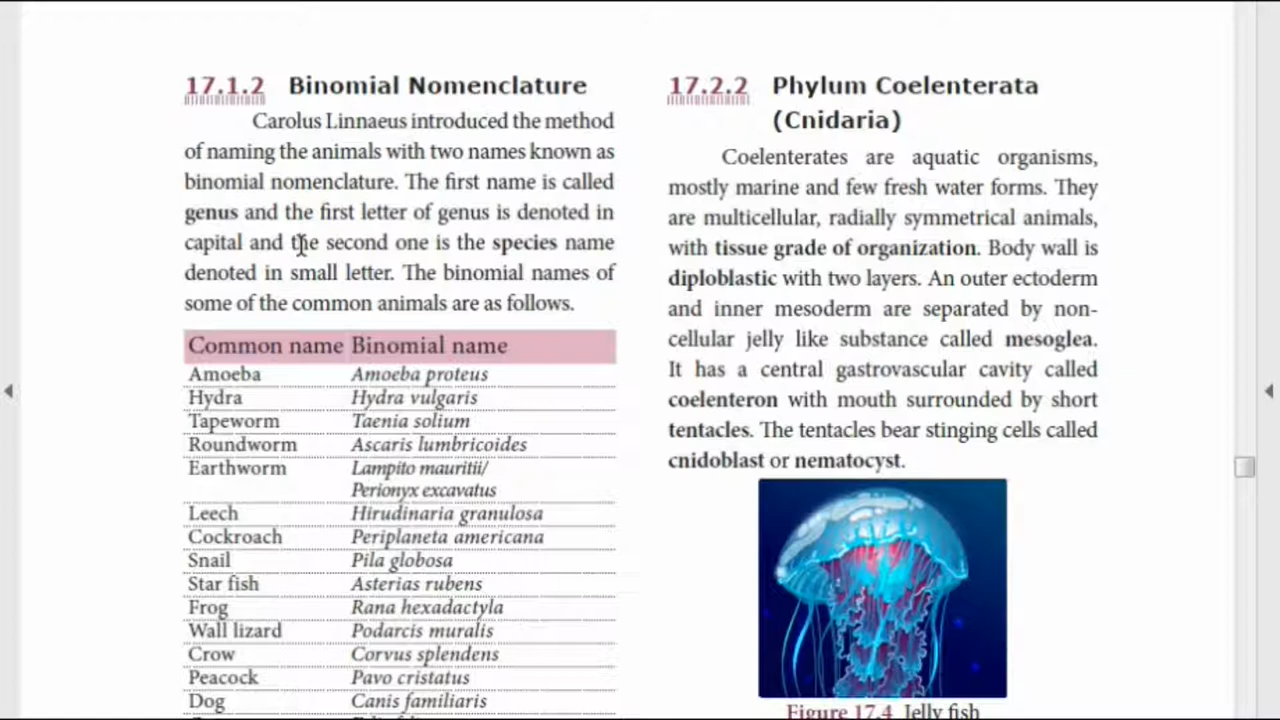 17.1.2 Binomial Nomenclature
Carolus Linnaeus introduced the method
of naming the animals with two names known as
binomial nomenclature. The first name is called
genus and the first letter of genus is denoted in
capital and the second one is the species name
denoted in small letter. The binomial names of
some of the common animals are as follows.
Common name Binomial name
Amoeba Amoeba proteus
Hydra Hydra vulgaris
Tapeworm Taenia solium
Roundworm Ascaris lumbricoides
Earthworm Lampito mauritii/
Perionyx excavatus
Leech Hirudinaria granulosa
Cockroach Periplaneta americana
Snail Pila globosa
Star fish Asterias rubens
Frog Rana hexadactyla
Wall lizard Podarcis muralis
Crow Corvus splendens
Peacock Pavo cristatus
Dog Canis familiaris
17.2.2 Phylum Coelenterata
(Cnidaria)
Coelenterates are aquatic organisms,
mostly marine and few fresh water forms. They
are multicellular, radially symmetrical animals,
with tissue grade of organization. Body wall is
diploblastic with two layers. An outer ectoderm
and inner mesoderm are separated by non-
cellular jelly like substance called mesoglea.
It has a central gastrovascular cavity called
coelenteron with mouth surrounded by short
tentacles. The tentacles bear stinging cells called
cnidoblast or nematocyst.
Figure 17.4 Jelly fish